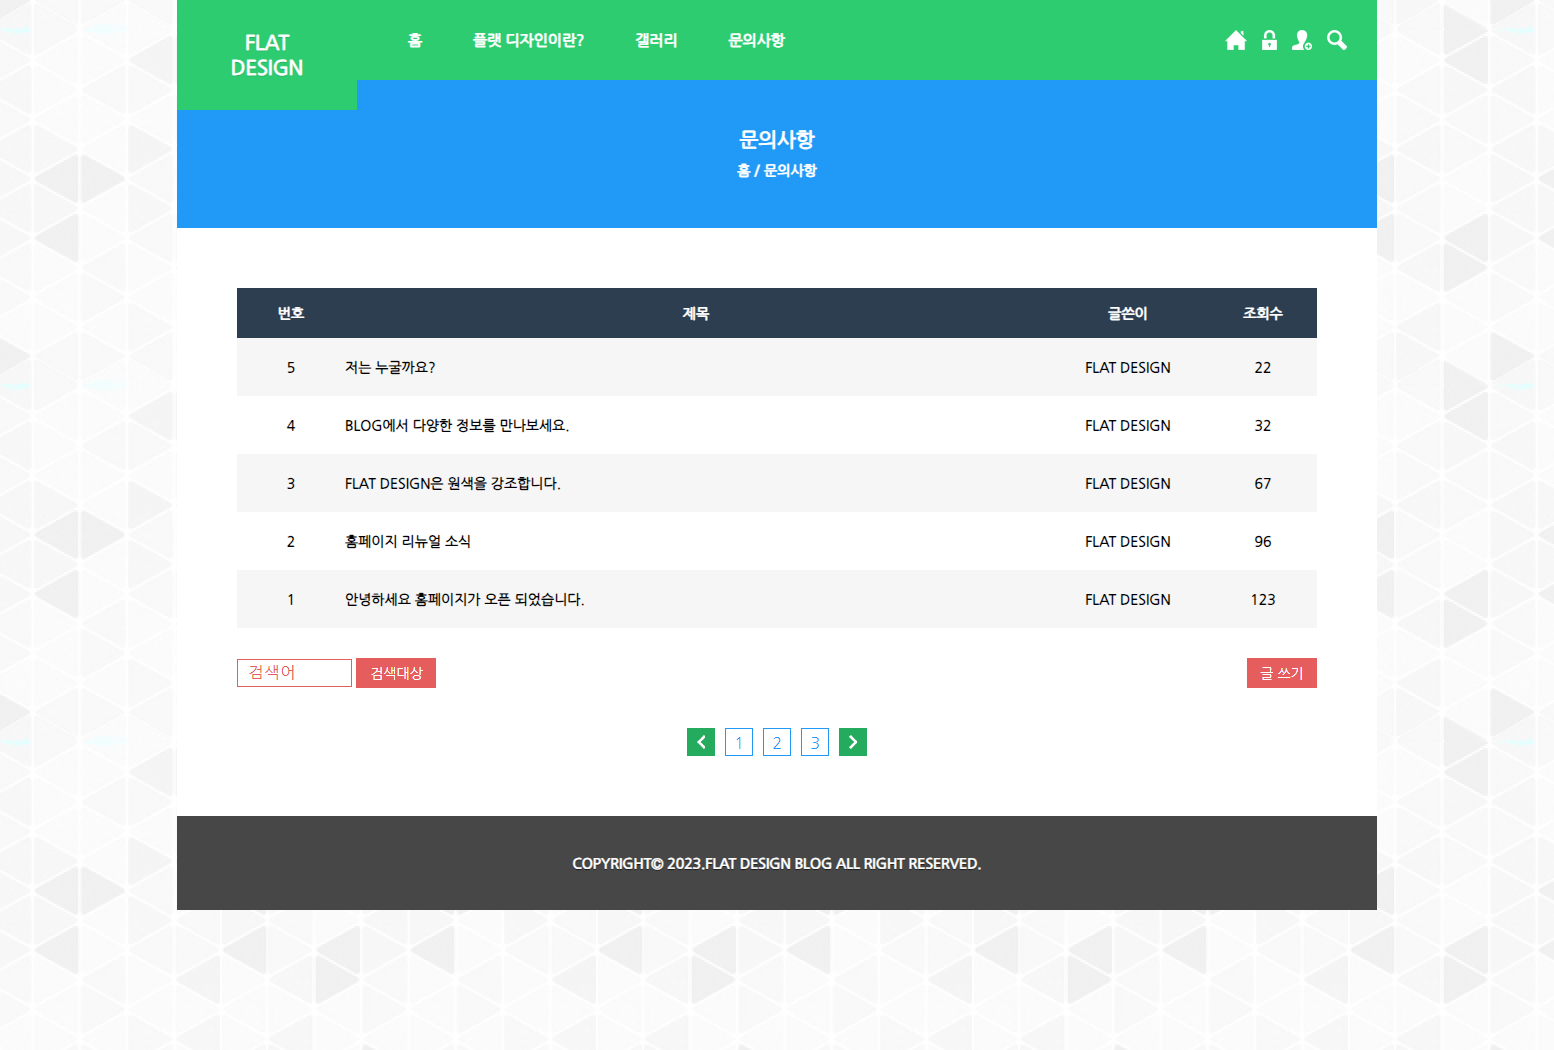 FLAT
DESIGN
홈 플랫 디자인이란? 갤러리 문의사항
문의사항
홈 / 문의사항
번호 제목 글쓴이 조회수
5 저는 누굴까요? FLAT DESIGN 22
4 BLOG에서 다양한 정보를 만나보세요. FLAT DESIGN 32
3 FLAT DESIGN은 원색을 강조합니다. FLAT DESIGN 67
2 홈페이지 리뉴얼 소식 FLAT DESIGN 96
1 안녕하세요 홈페이지가 오픈 되었습니다. FLAT DESIGN 123
검색어 검색대상 글 쓰기
1 2 3
COPYRIGHT© 2023.FLAT DESIGN BLOG ALL RIGHT RESERVED.